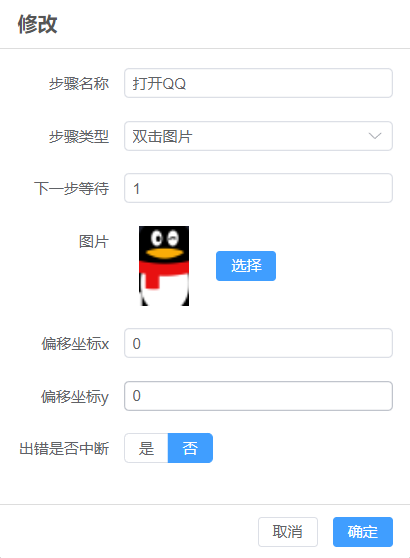 修改
步骤名称 打开QQ
步骤类型 双击图片
下一步等待 1
图片
选择
偏移坐标x 0
偏移坐标y 0
出错是否中断 是 否
取消 确定